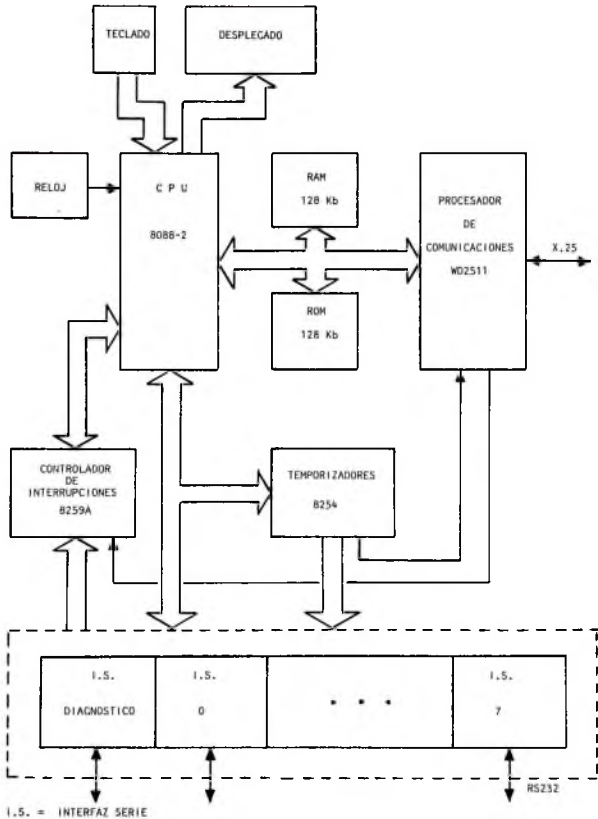 TECLADO
DESPLEGADO
RELOJ
C P U
8088-2
RAM
128 Kb
ROM
128 Kb
PROCESADOR
DE
COMUNICACIONES
WD2511
X.25
CONTROLADOR
DE
INTERRUPCIONES
8259A
TEMPORIZADORES
8254
I.S.
DIAGNOSTICO
I.S.
0
. . .
I.S.
7
RS232
I.S. = INTERFAZ SERIE